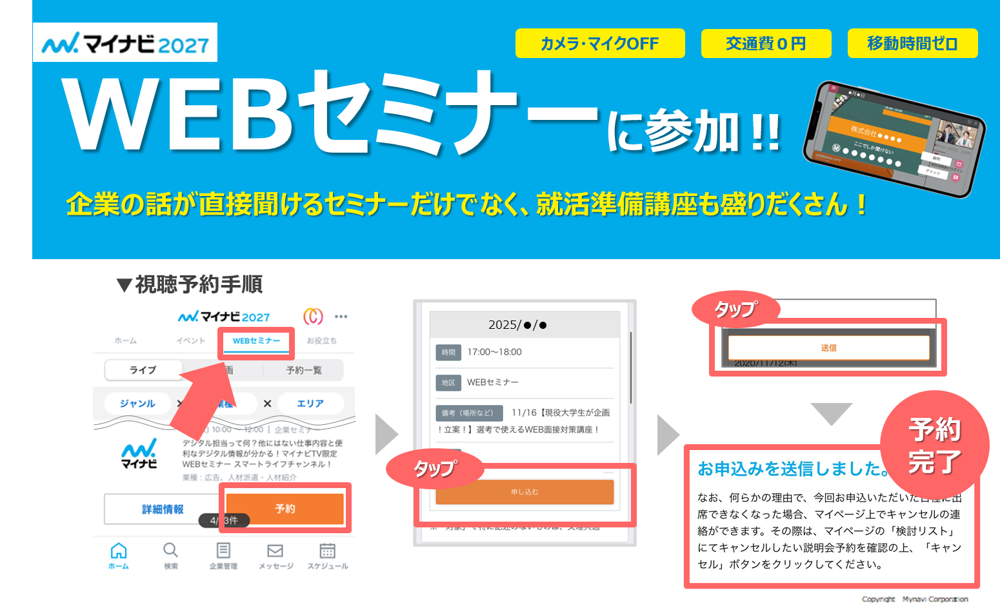 マイナビ2027
カメラ・マイクOFF
交通費0円
移動時間ゼロ
WEBセミナーに参加!!
企業の話が直接聞けるセミナーだけでなく、就活準備講座も盛りだくさん！
●月●日
18:00～19:00
株式会社●●●●
ここでしか聞けない
㊙●●●●●●●
質問
チャット
▼視聴予約手順
マイナビ2027
ホーム
イベント
WEBセミナー
お役立ち
ライブ
画
予約一覧
ジャンル
×
業種
×
エリア
10:00 ～ 12:00 | 企業セミナー
マイナビ
デジタル担当って何？他にはない仕事内容と便
利なデジタル情報が分かる！マイナビTV限定
WEBセミナー スマートライフチャンネル！
業種：広告、人材派遣・人材紹介
詳細情報
予約
4/ 3件
ホーム
検索
企業管理
メッセージ
スケジュール
2025/●/●
時間 17:00～18:00
地区 WEBセミナー
備考（場所など） 11/16【現役大学生が企画
！立案！】選考で使えるWEB面接対策講座！
タップ
申し込む
タップ
送信
2020/11/12(木)
予約
完了
お申込みを送信しました。
なお、何らかの理由で、今回お申込いただいた日程に出
席できなくなった場合、マイページ上でキャンセルの連
絡ができます。その際は、マイページの「検討リスト」
にてキャンセルしたい説明会予約を確認の上、「キャン
セル」ボタンをクリックしてください。
Copyright Mynavi Corporation